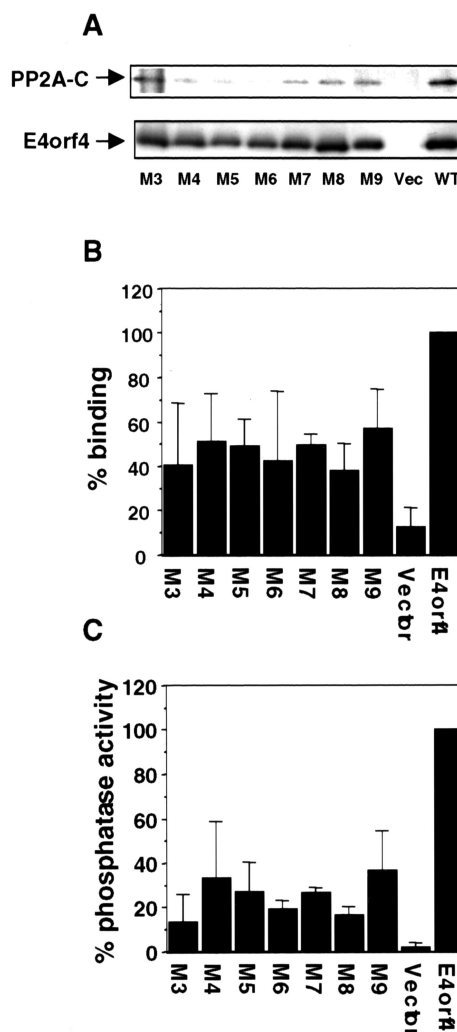 A
PP2A-C
E4orf4
M3 M4 M5 M6 M7 M8 M9 Vec WT
B
% binding
120
100
80
60
40
20
0
M3 M4 M5 M6 M7 M8 M9 Vector E4orf4
C
% phosphatase activity
120
100
80
60
40
20
0
M3 M4 M5 M6 M7 M8 M9 Vector E4orf4